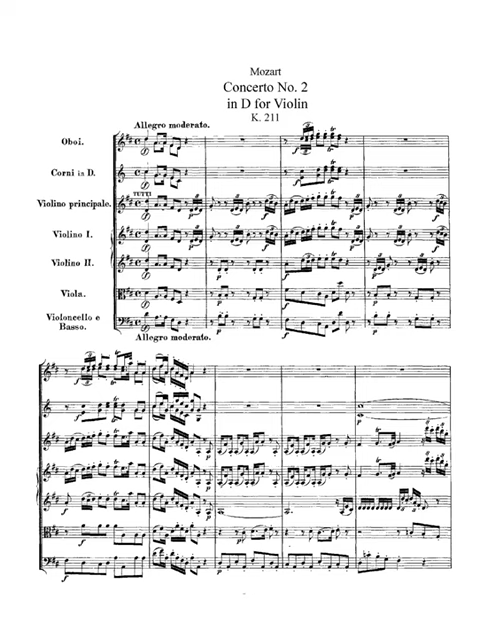 Mozart
Concerto No. 2
in D for Violin
K. 211
Allegro moderato.
Oboi.
Corni in D.
TUTTI
Violino principale.
Violino I.
Violino II.
Viola.
Violoncello e
Basso.
Allegro moderato.